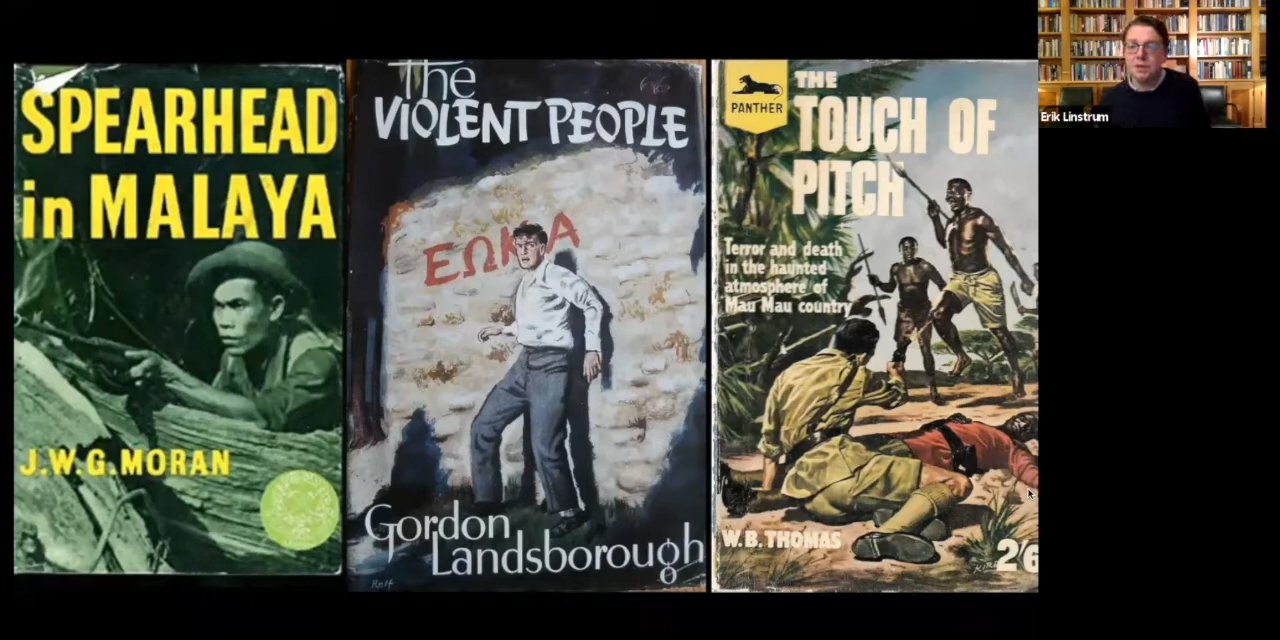 SPEARHEAD
in MALAYA
J.W.G.MORAN
The
VIOLENT PEOPLE
ΕΩΚΑ
Gordon
Landsborough
Rolf
PANTHER
THE
TOUCH OF
PITCH
Terror and death
in the haunted
atmosphere of
Mau Mau country
W.B. THOMAS
2'6
Erik Linstrum